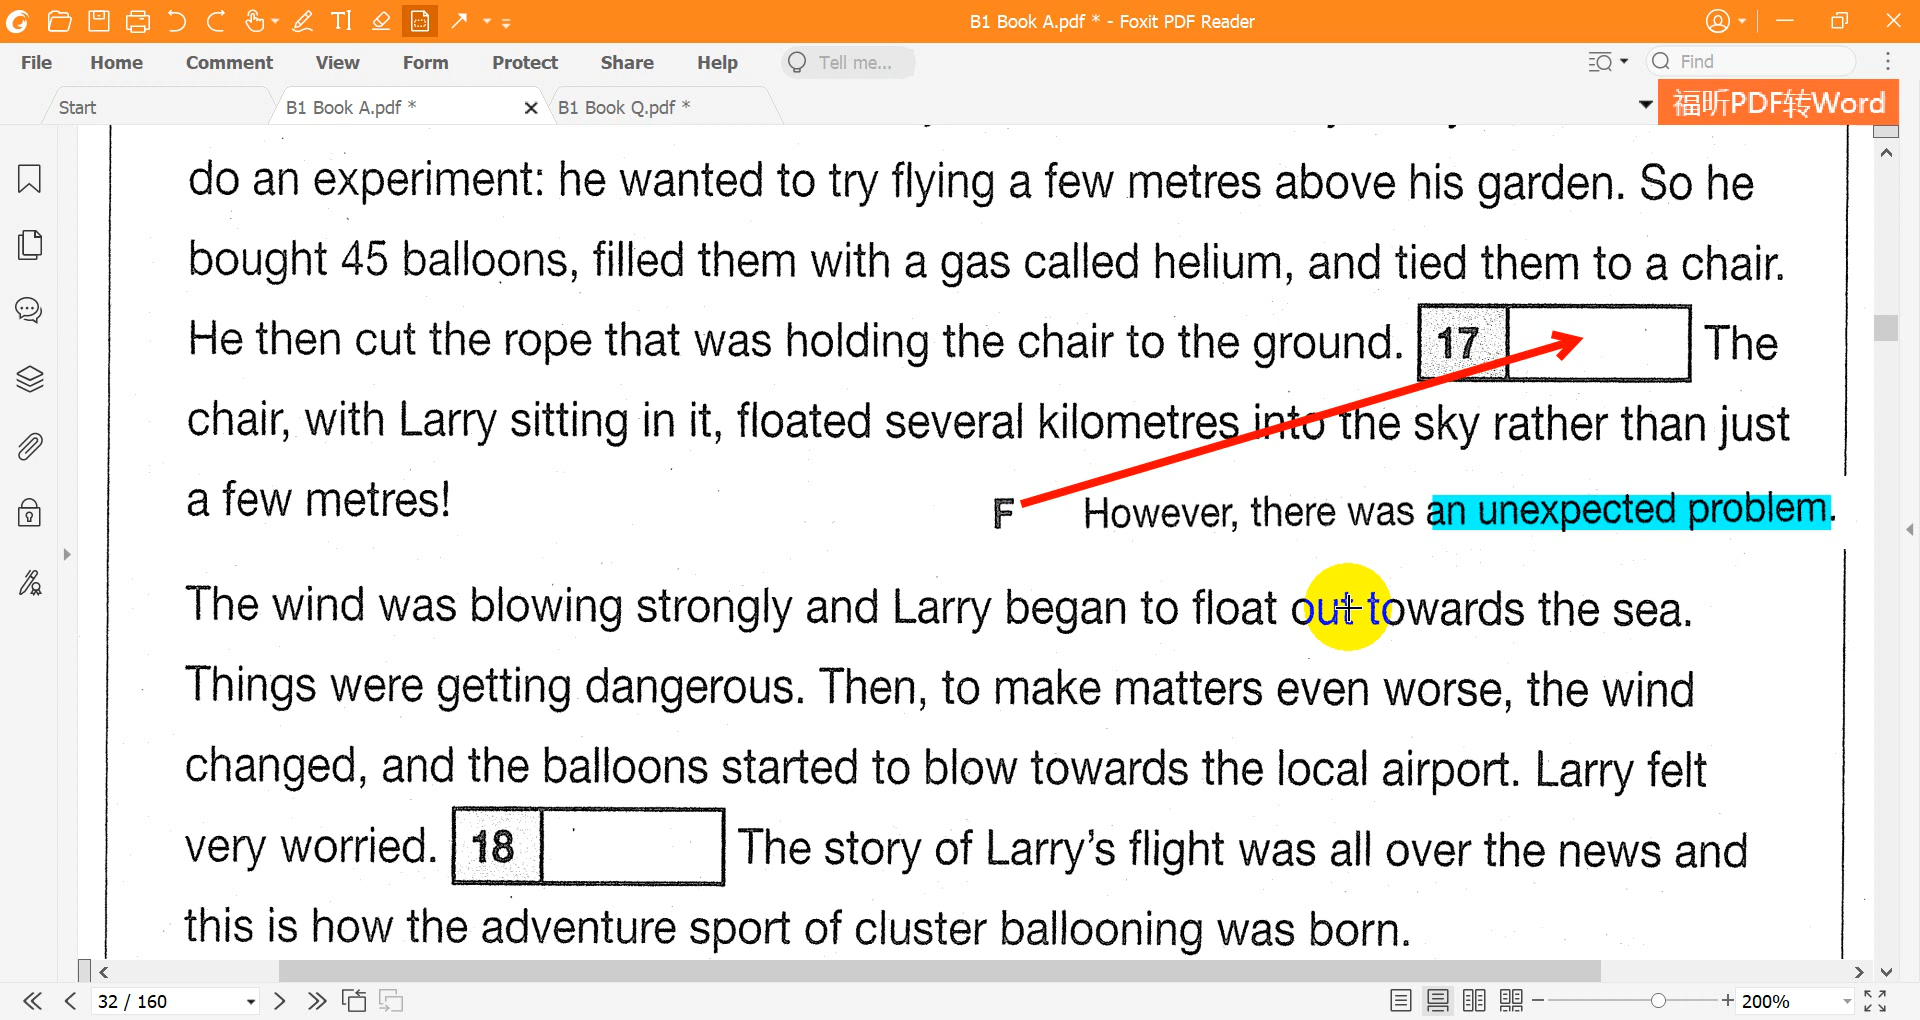 B1 Book A.pdf * - Foxit PDF Reader
File Home Comment View Form Protect Share Help Tell me... Find
Start B1 Book A.pdf * B1 Book Q.pdf * 福昕PDF转Word
do an experiment: he wanted to try flying a few metres above his garden. So he
bought 45 balloons, filled them with a gas called helium, and tied them to a chair.
He then cut the rope that was holding the chair to the ground. 17 The
chair, with Larry sitting in it, floated several kilometres into the sky rather than just
a few metres!
F However, there was an unexpected problem.
The wind was blowing strongly and Larry began to float out towards the sea.
Things were getting dangerous. Then, to make matters even worse, the wind
changed, and the balloons started to blow towards the local airport. Larry felt
very worried. 18 The story of Larry's flight was all over the news and
this is how the adventure sport of cluster ballooning was born.
32 / 160 200%